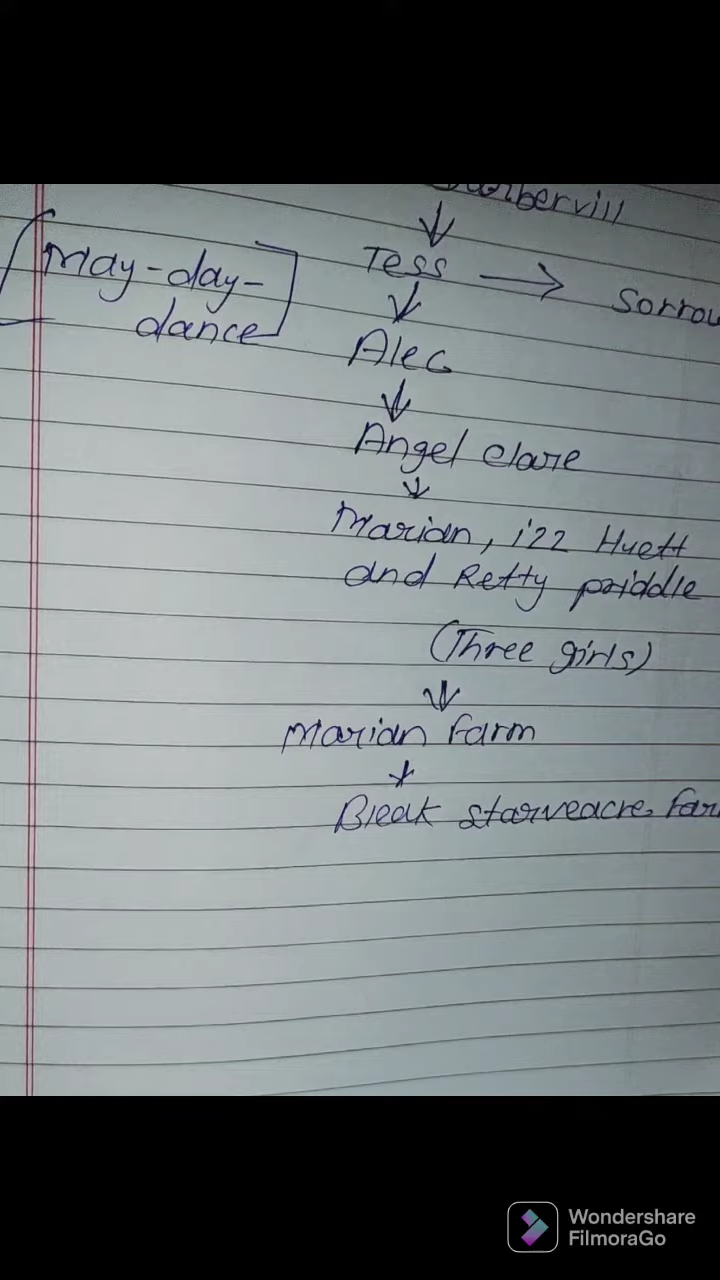 May-day-
dance
Tess → Sorrow
Alec
Angel Clare
Marian, izz Huett
and Retty priddle
(Three girls)
Marian Farm
Bleak starveacre Far
Wondershare
FilmoraGo